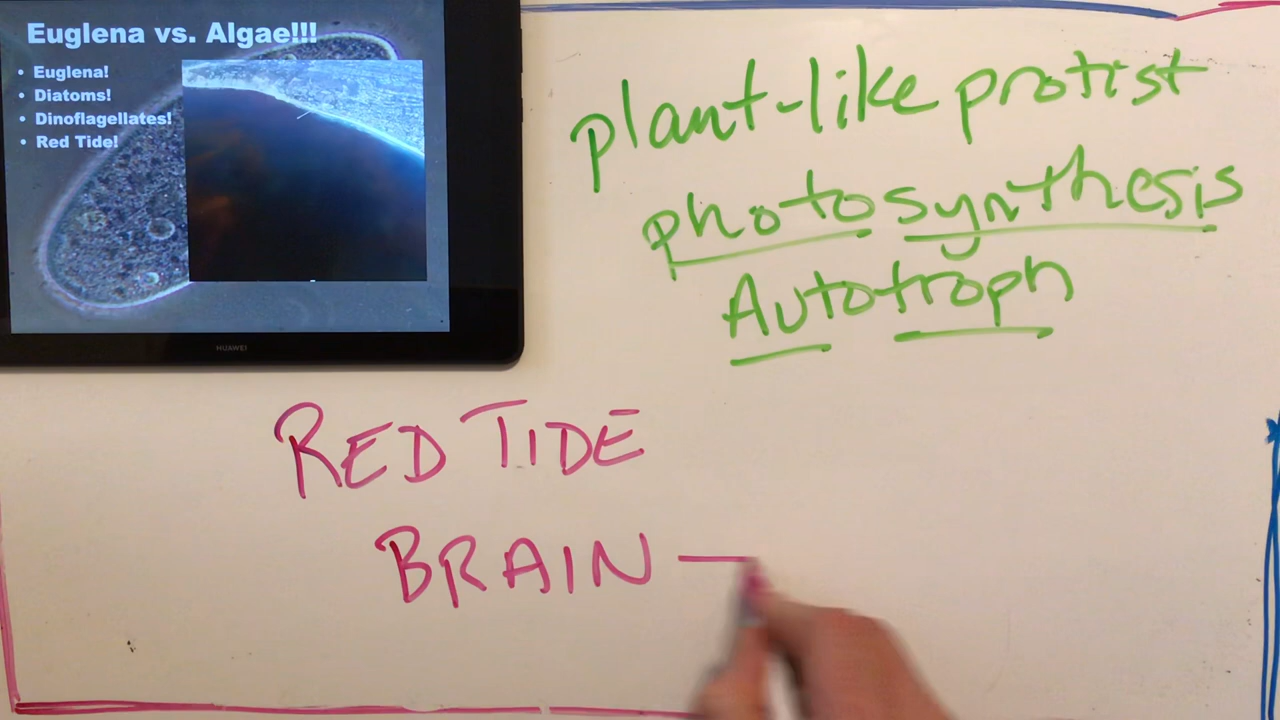 Euglena vs. Algae!!!
• Euglena!
• Diatoms!
• Dinoflagellates!
• Red Tide!
HUAWEI
plant-like protist
photosynthesis
Autotroph
RED TIDE
BRAIN —